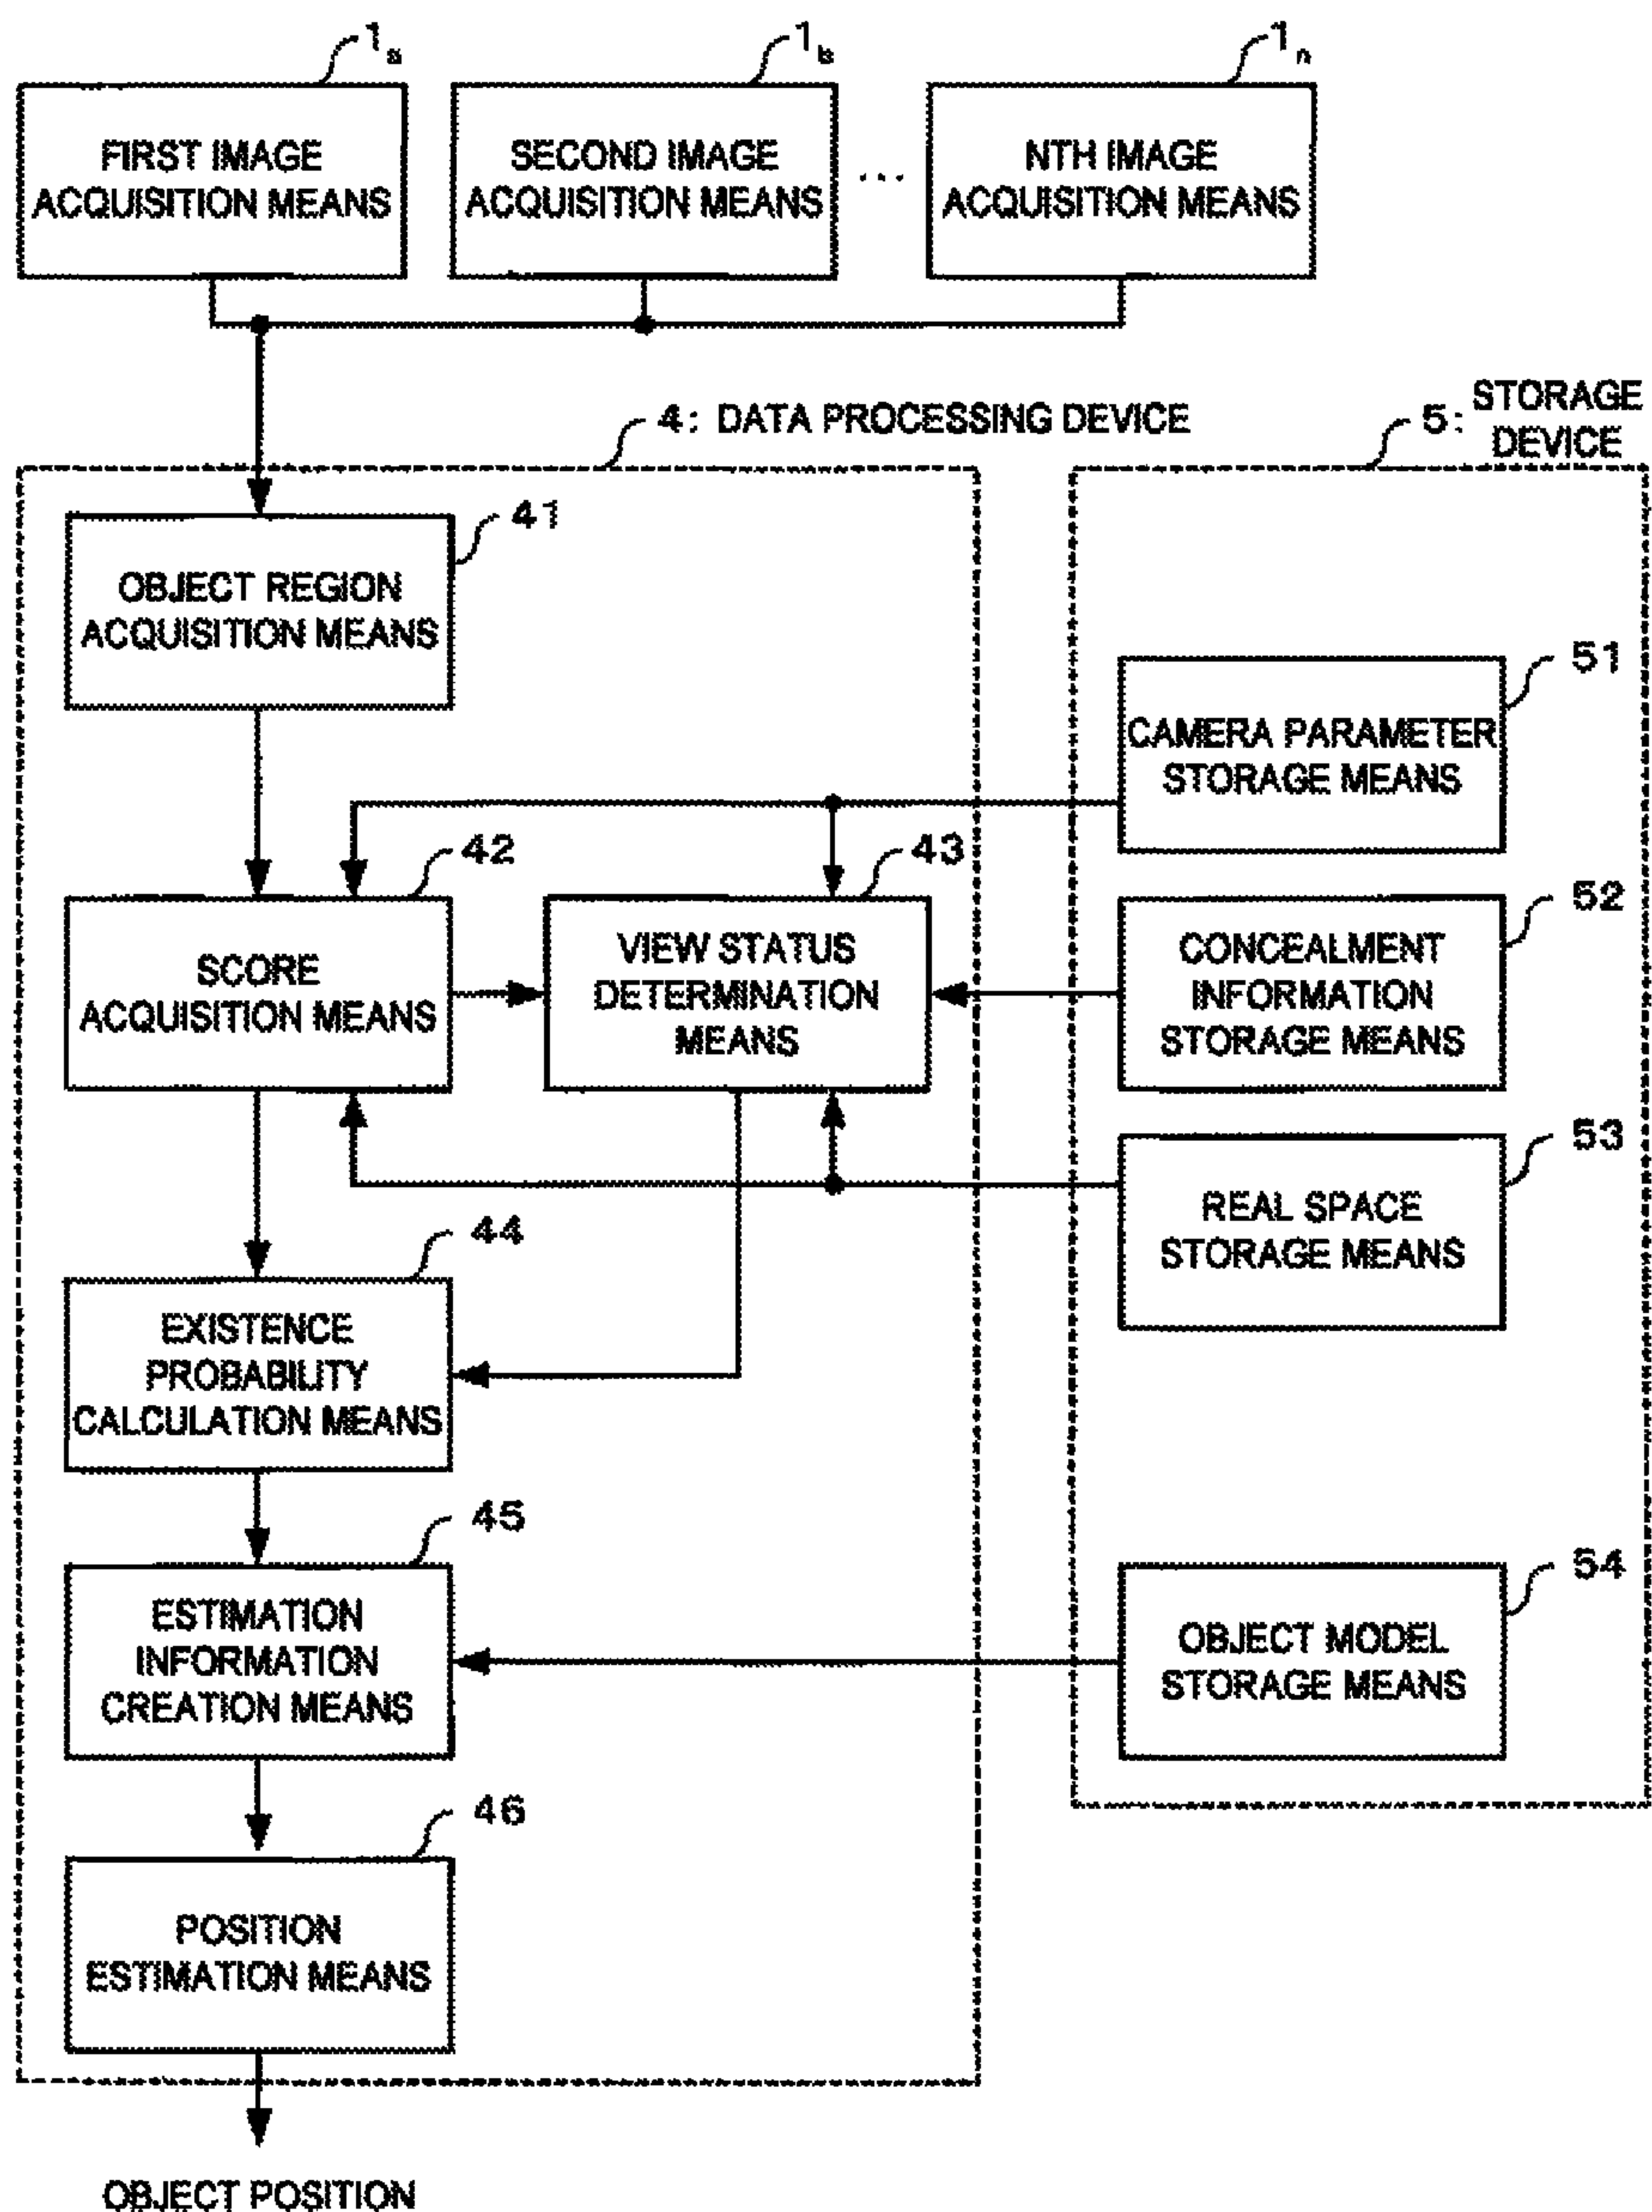 1a
1b
1n
FIRST IMAGE
ACQUISITION MEANS
SECOND IMAGE
ACQUISITION MEANS
...
NTH IMAGE
ACQUISITION MEANS
4: DATA PROCESSING DEVICE
5: STORAGE
DEVICE
41
OBJECT REGION
ACQUISITION MEANS
51
CAMERA PARAMETER
STORAGE MEANS
42
SCORE
ACQUISITION MEANS
43
VIEW STATUS
DETERMINATION
MEANS
52
CONCEALMENT
INFORMATION
STORAGE MEANS
53
REAL SPACE
STORAGE MEANS
44
EXISTENCE
PROBABILITY
CALCULATION MEANS
45
ESTIMATION
INFORMATION
CREATION MEANS
54
OBJECT MODEL
STORAGE MEANS
46
POSITION
ESTIMATION MEANS
OBJECT POSITION